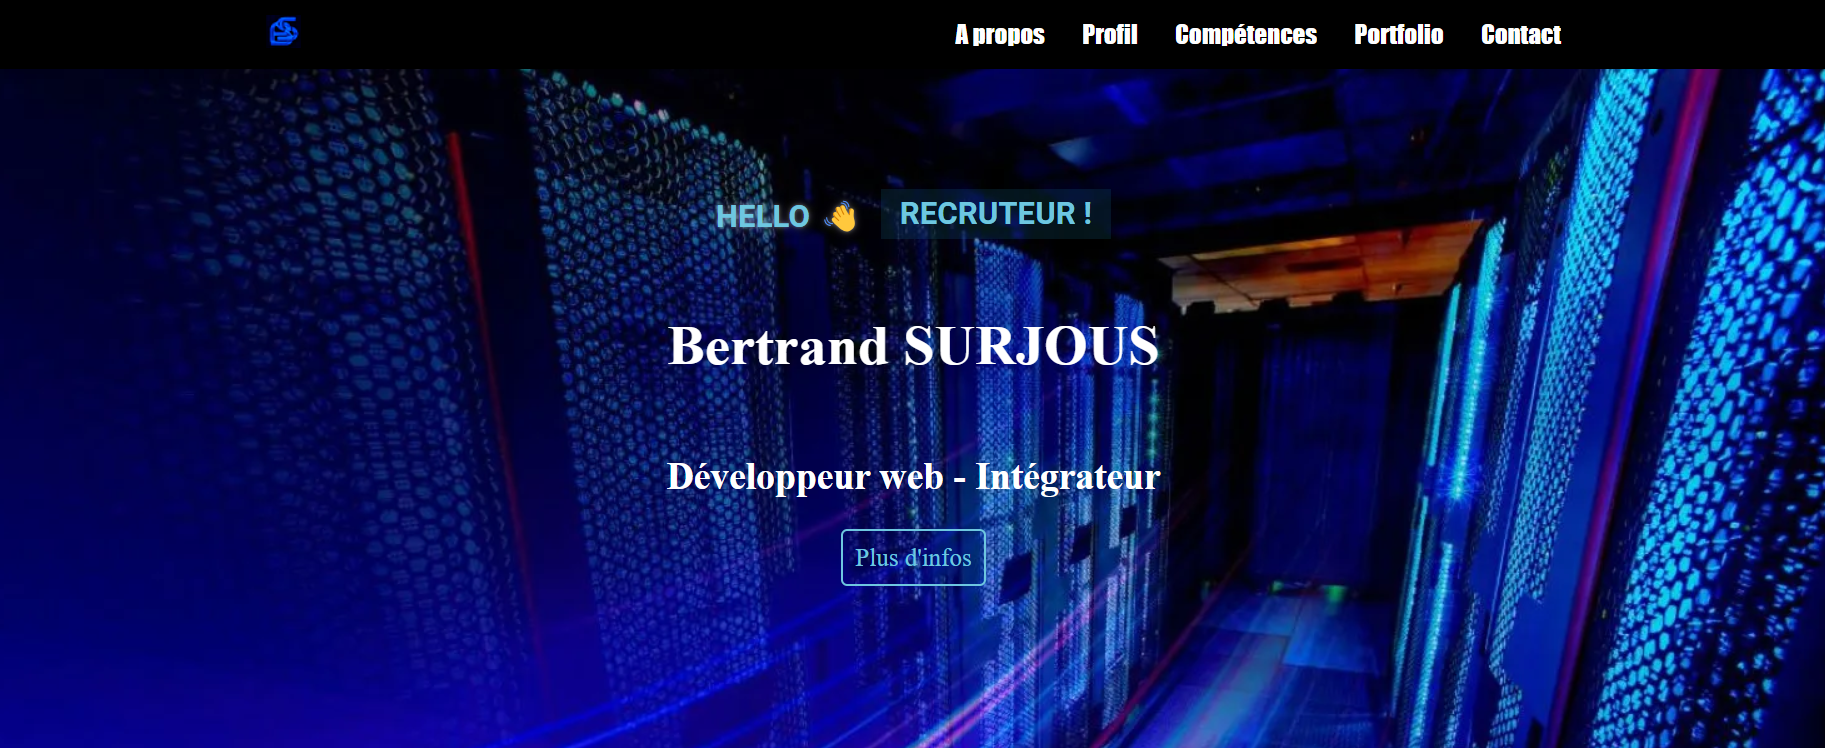 A propos Profil Compétences Portfolio Contact
HELLO 👋 RECRUTEUR !
Bertrand SURJOUS
Développeur web - Intégrateur
Plus d'infos